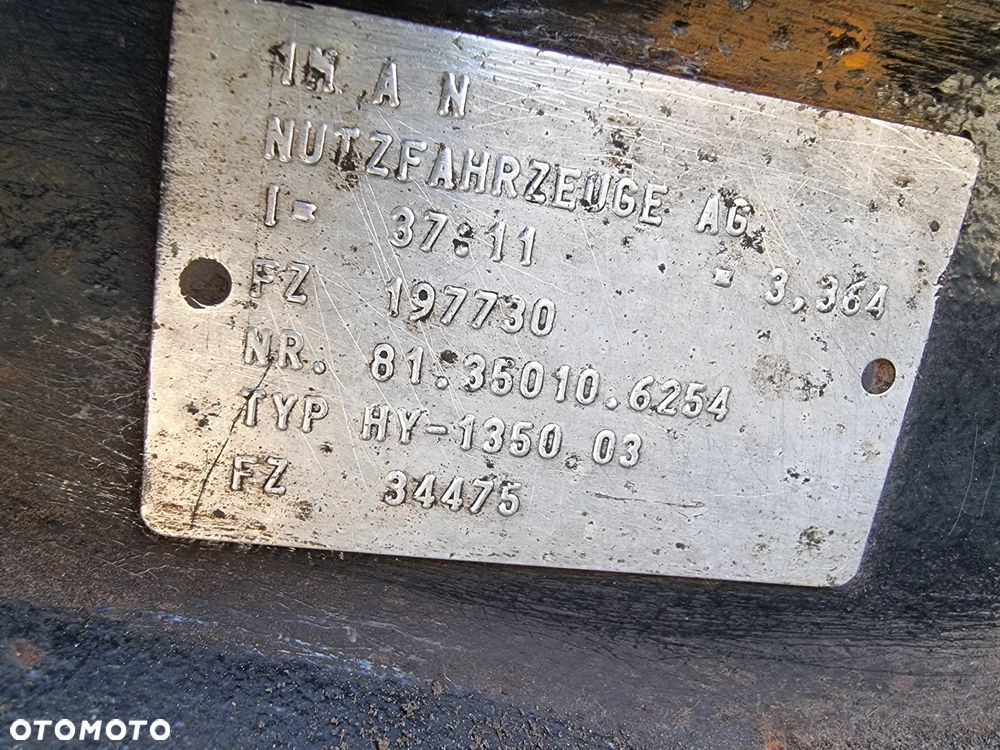 M A N
NUTZFAHRZEUGE AG
I= 37:11 = 3,364
FZ 197730
NR. 81.35010.6254
TYP HY-1350 03
FZ 34475
OTOMOTO